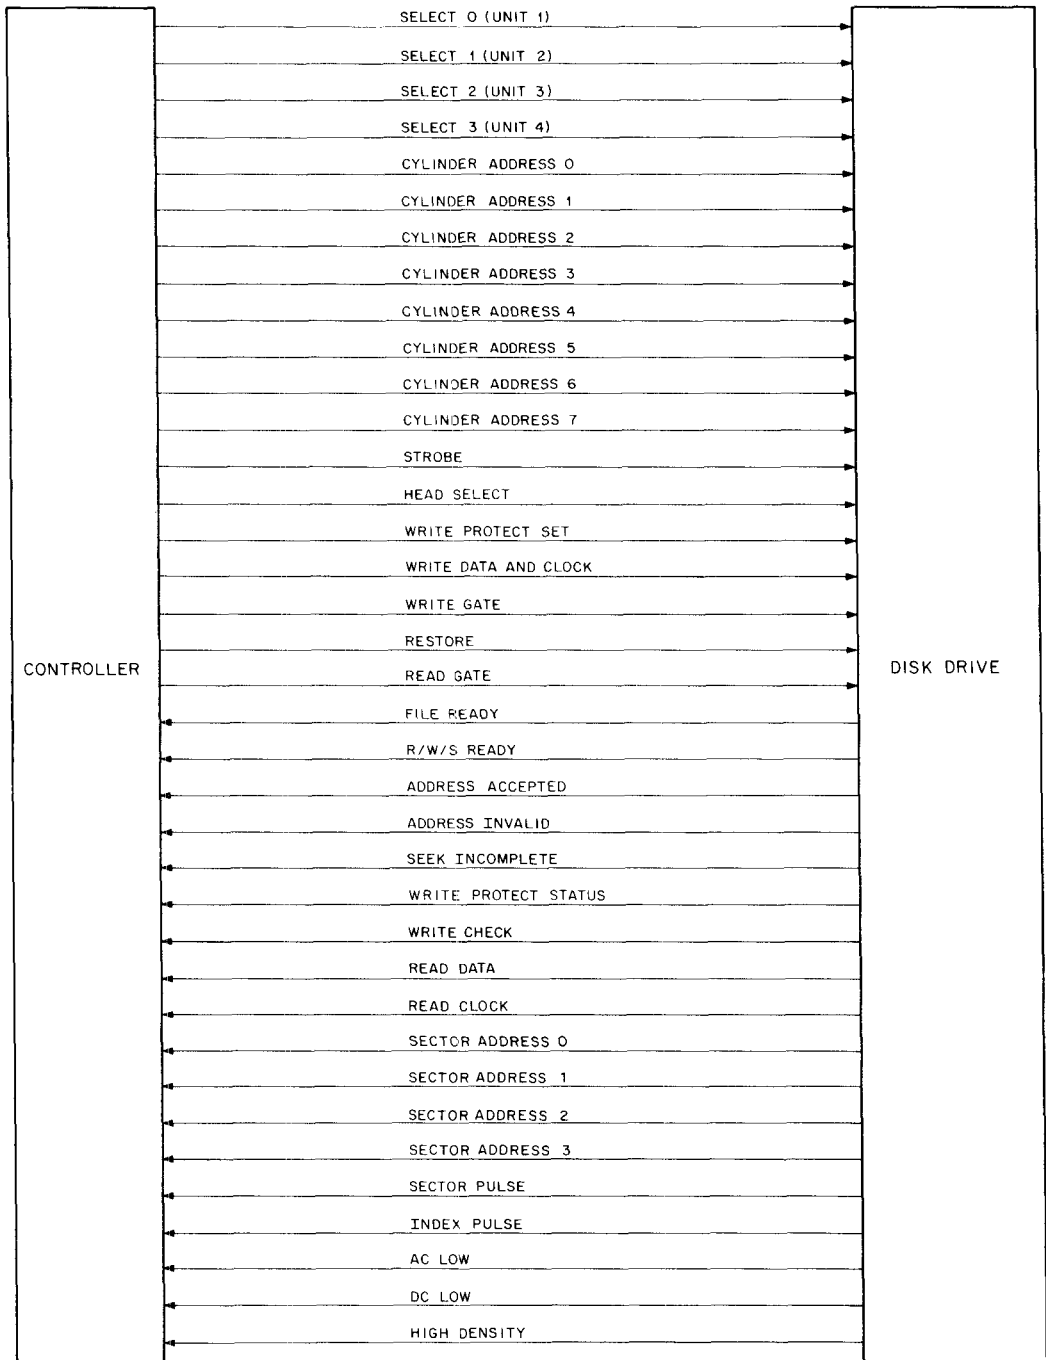 SELECT 0 (UNIT 1)
SELECT 1 (UNIT 2)
SELECT 2 (UNIT 3)
SELECT 3 (UNIT 4)
CYLINDER ADDRESS 0
CYLINDER ADDRESS 1
CYLINDER ADDRESS 2
CYLINDER ADDRESS 3
CYLINDER ADDRESS 4
CYLINDER ADDRESS 5
CYLINDER ADDRESS 6
CYLINDER ADDRESS 7
STROBE
HEAD SELECT
WRITE PROTECT SET
WRITE DATA AND CLOCK
WRITE GATE
RESTORE
CONTROLLER
READ GATE
DISK DRIVE
FILE READY
R/W/S READY
ADDRESS ACCEPTED
ADDRESS INVALID
SEEK INCOMPLETE
WRITE PROTECT STATUS
WRITE CHECK
READ DATA
READ CLOCK
SECTOR ADDRESS 0
SECTOR ADDRESS 1
SECTOR ADDRESS 2
SECTOR ADDRESS 3
SECTOR PULSE
INDEX PULSE
AC LOW
DC LOW
HIGH DENSITY